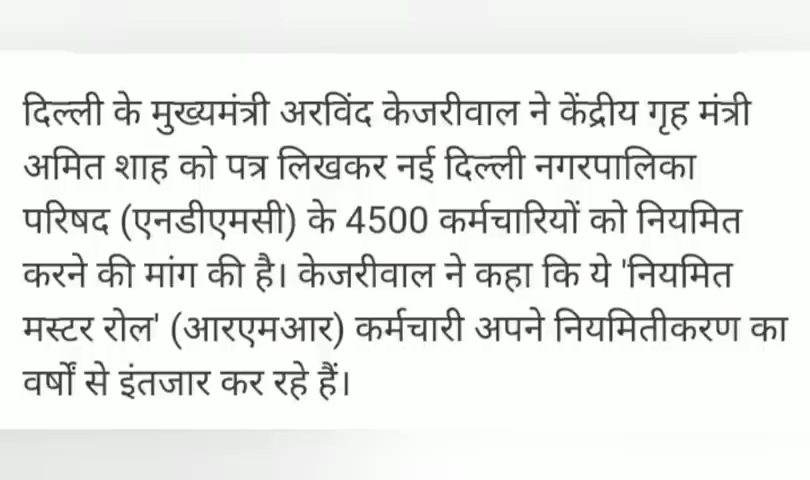 दिल्ली के मुख्यमंत्री अरविंद केजरीवाल ने केंद्रीय गृह मंत्री
अमित शाह को पत्र लिखकर नई दिल्ली नगरपालिका
परिषद (एनडीएमसी) के 4500 कर्मचारियों को नियमित
करने की मांग की है। केजरीवाल ने कहा कि ये 'नियमित
मस्टर रोल' (आरएमआर) कर्मचारी अपने नियमितीकरण का
वर्षों से इंतजार कर रहे हैं।